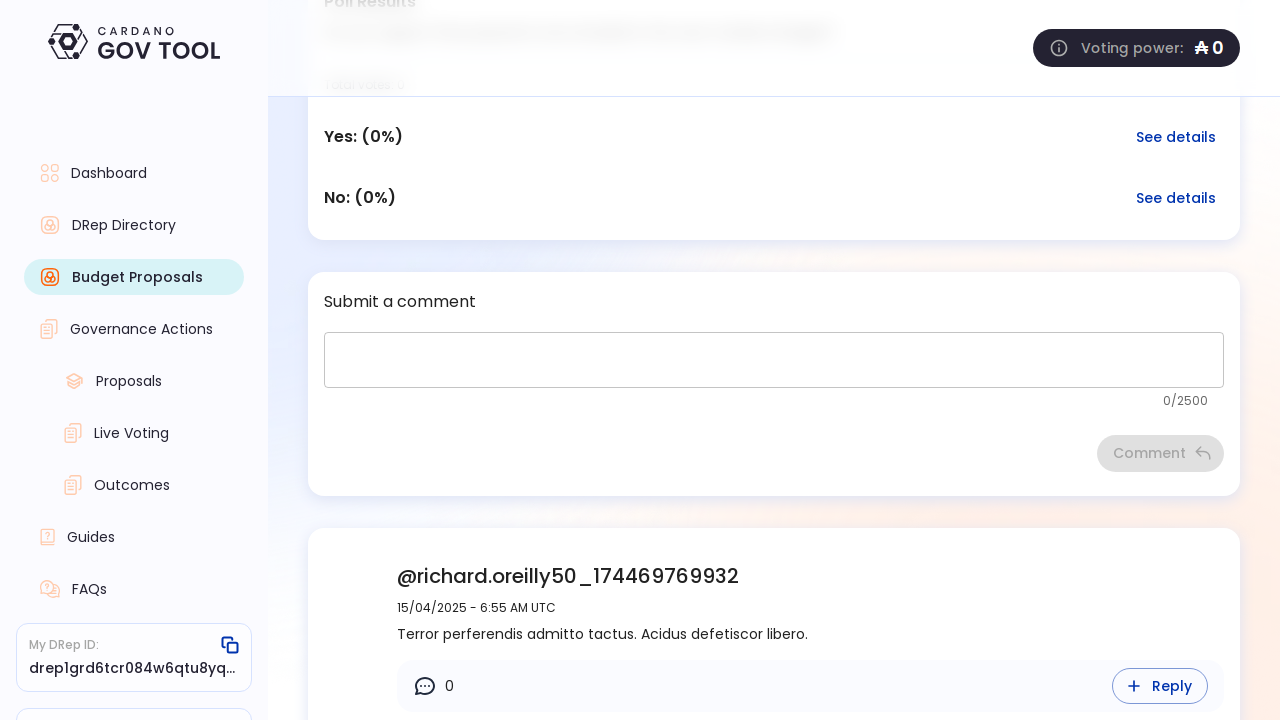 CARDANO
GOV TOOL
Dashboard
DRep Directory
Budget Proposals
Governance Actions
Proposals
Live Voting
Outcomes
Guides
FAQs
My DRep ID:
drep1grd6tcr084w6qtu8yq...
Poll Results
Voting power: ₳ 0
Total votes: 0
Yes: (0%)
See details
No: (0%)
See details
Submit a comment
0/2500
Comment
@richard.oreilly50_174469769932
15/04/2025 - 6:55 AM UTC
Terror perferendis admitto tactus. Acidus defetiscor libero.
0
Reply